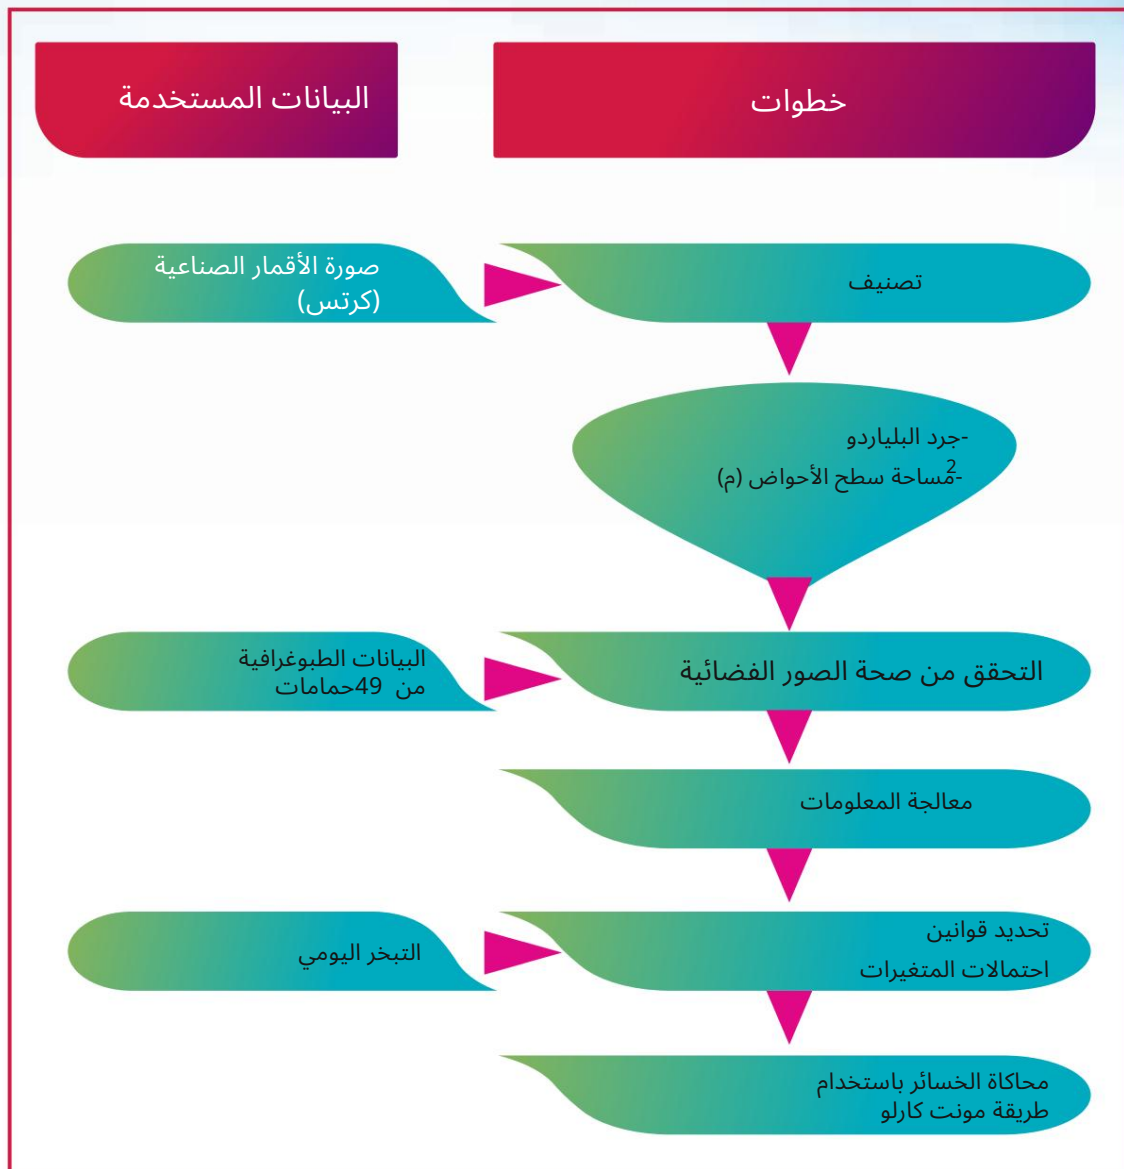 خطوات
البيانات المستخدمة
تصنيف
صورة الأقمار الصناعية
(كرتس)
-جرد البلياردو
-مساحة سطح الأحواض (م) 2
التحقق من صحة الصور الفضائية
البيانات الطبوغرافية
من 49حمامات
معالجة المعلومات
تحديد قوانين
احتمالات المتغيرات
التبخر اليومي
محاكاة الخسائر باستخدام
طريقة مونت كارلو